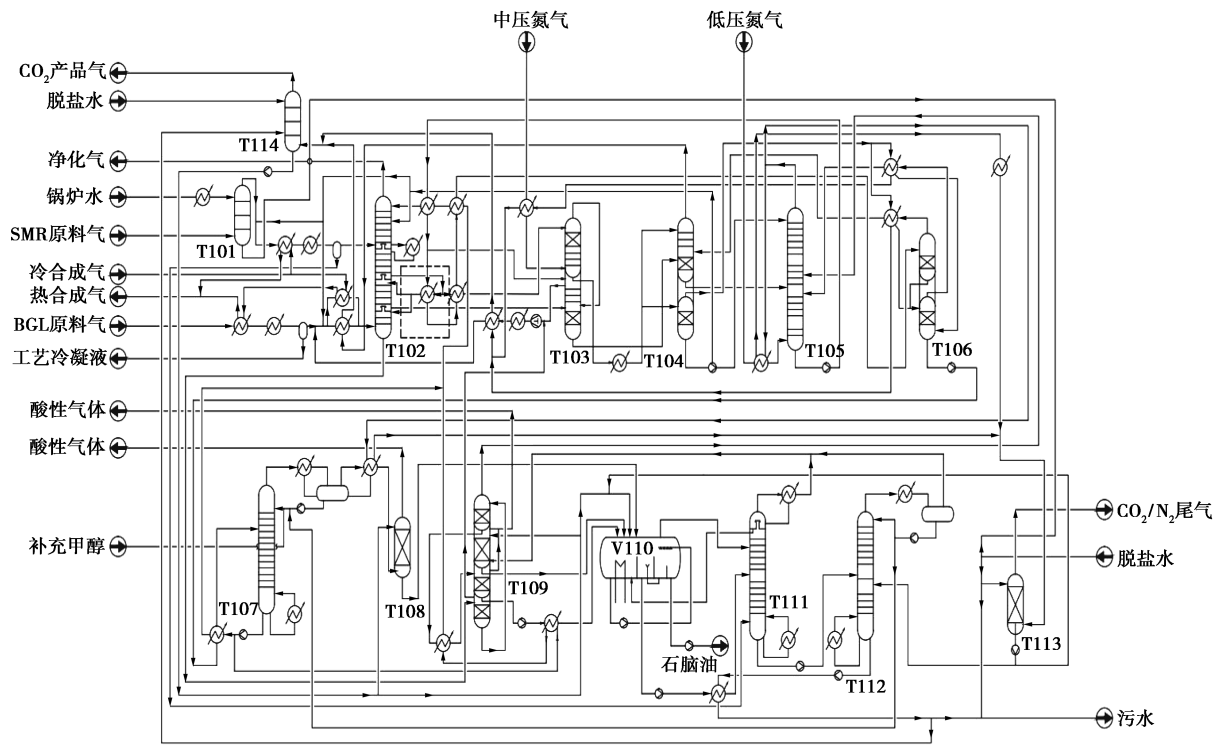 中压氮气
低压氮气
CO₂产品气
脱盐水
T114
净化气
锅炉水
SMR原料气
T101
冷合成气
热合成气
BGL原料气
工艺冷凝液
T102
T103
T104
T105
T106
酸性气体
酸性气体
补充甲醇
T107
T108
T109
V110
T111
T112
石脑油
CO₂/N₂尾气
脱盐水
T113
污水